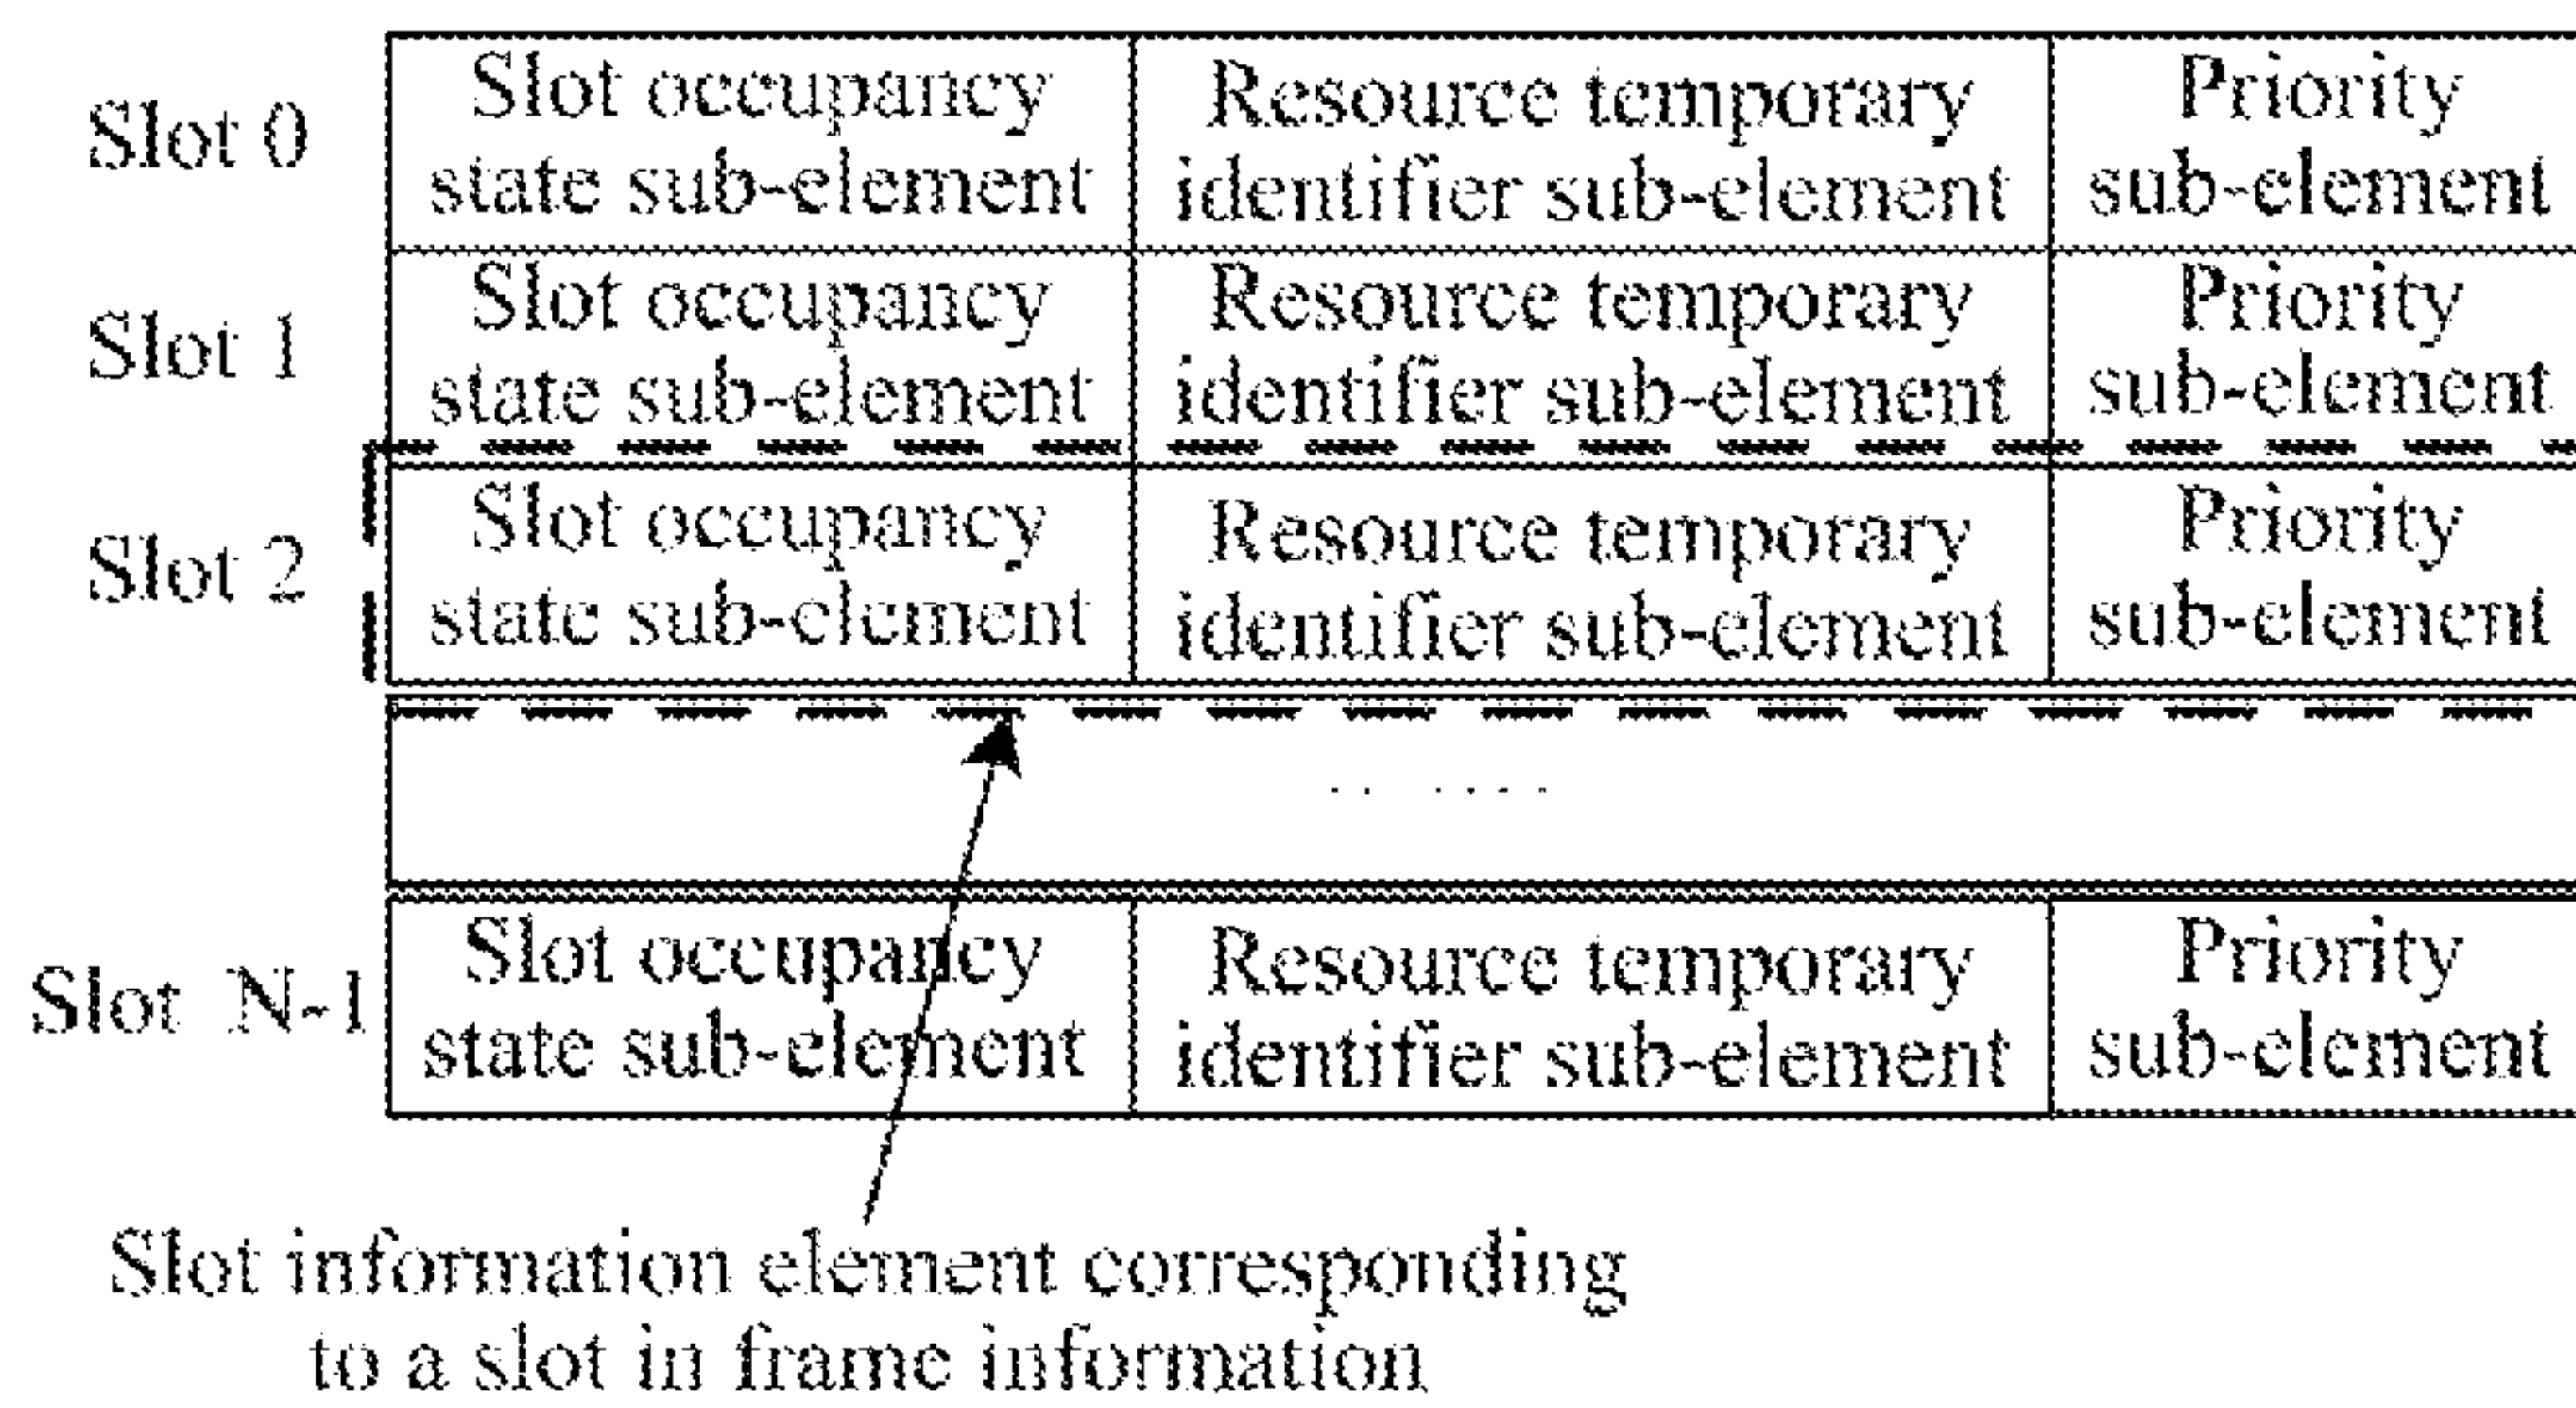 Slot 0
Slot occupancy
state sub-element
Resource temporary
identifier sub-element
Priority
sub-element
Slot 1
Slot occupancy
state sub-element
Resource temporary
identifier sub-element
Priority
sub-element
Slot 2
Slot occupancy
state sub-element
Resource temporary
identifier sub-element
Priority
sub-element
.. ....
Slot N-1
Slot occupancy
state sub-element
Resource temporary
identifier sub-element
Priority
sub-element
Slot information element corresponding
to a slot in frame information